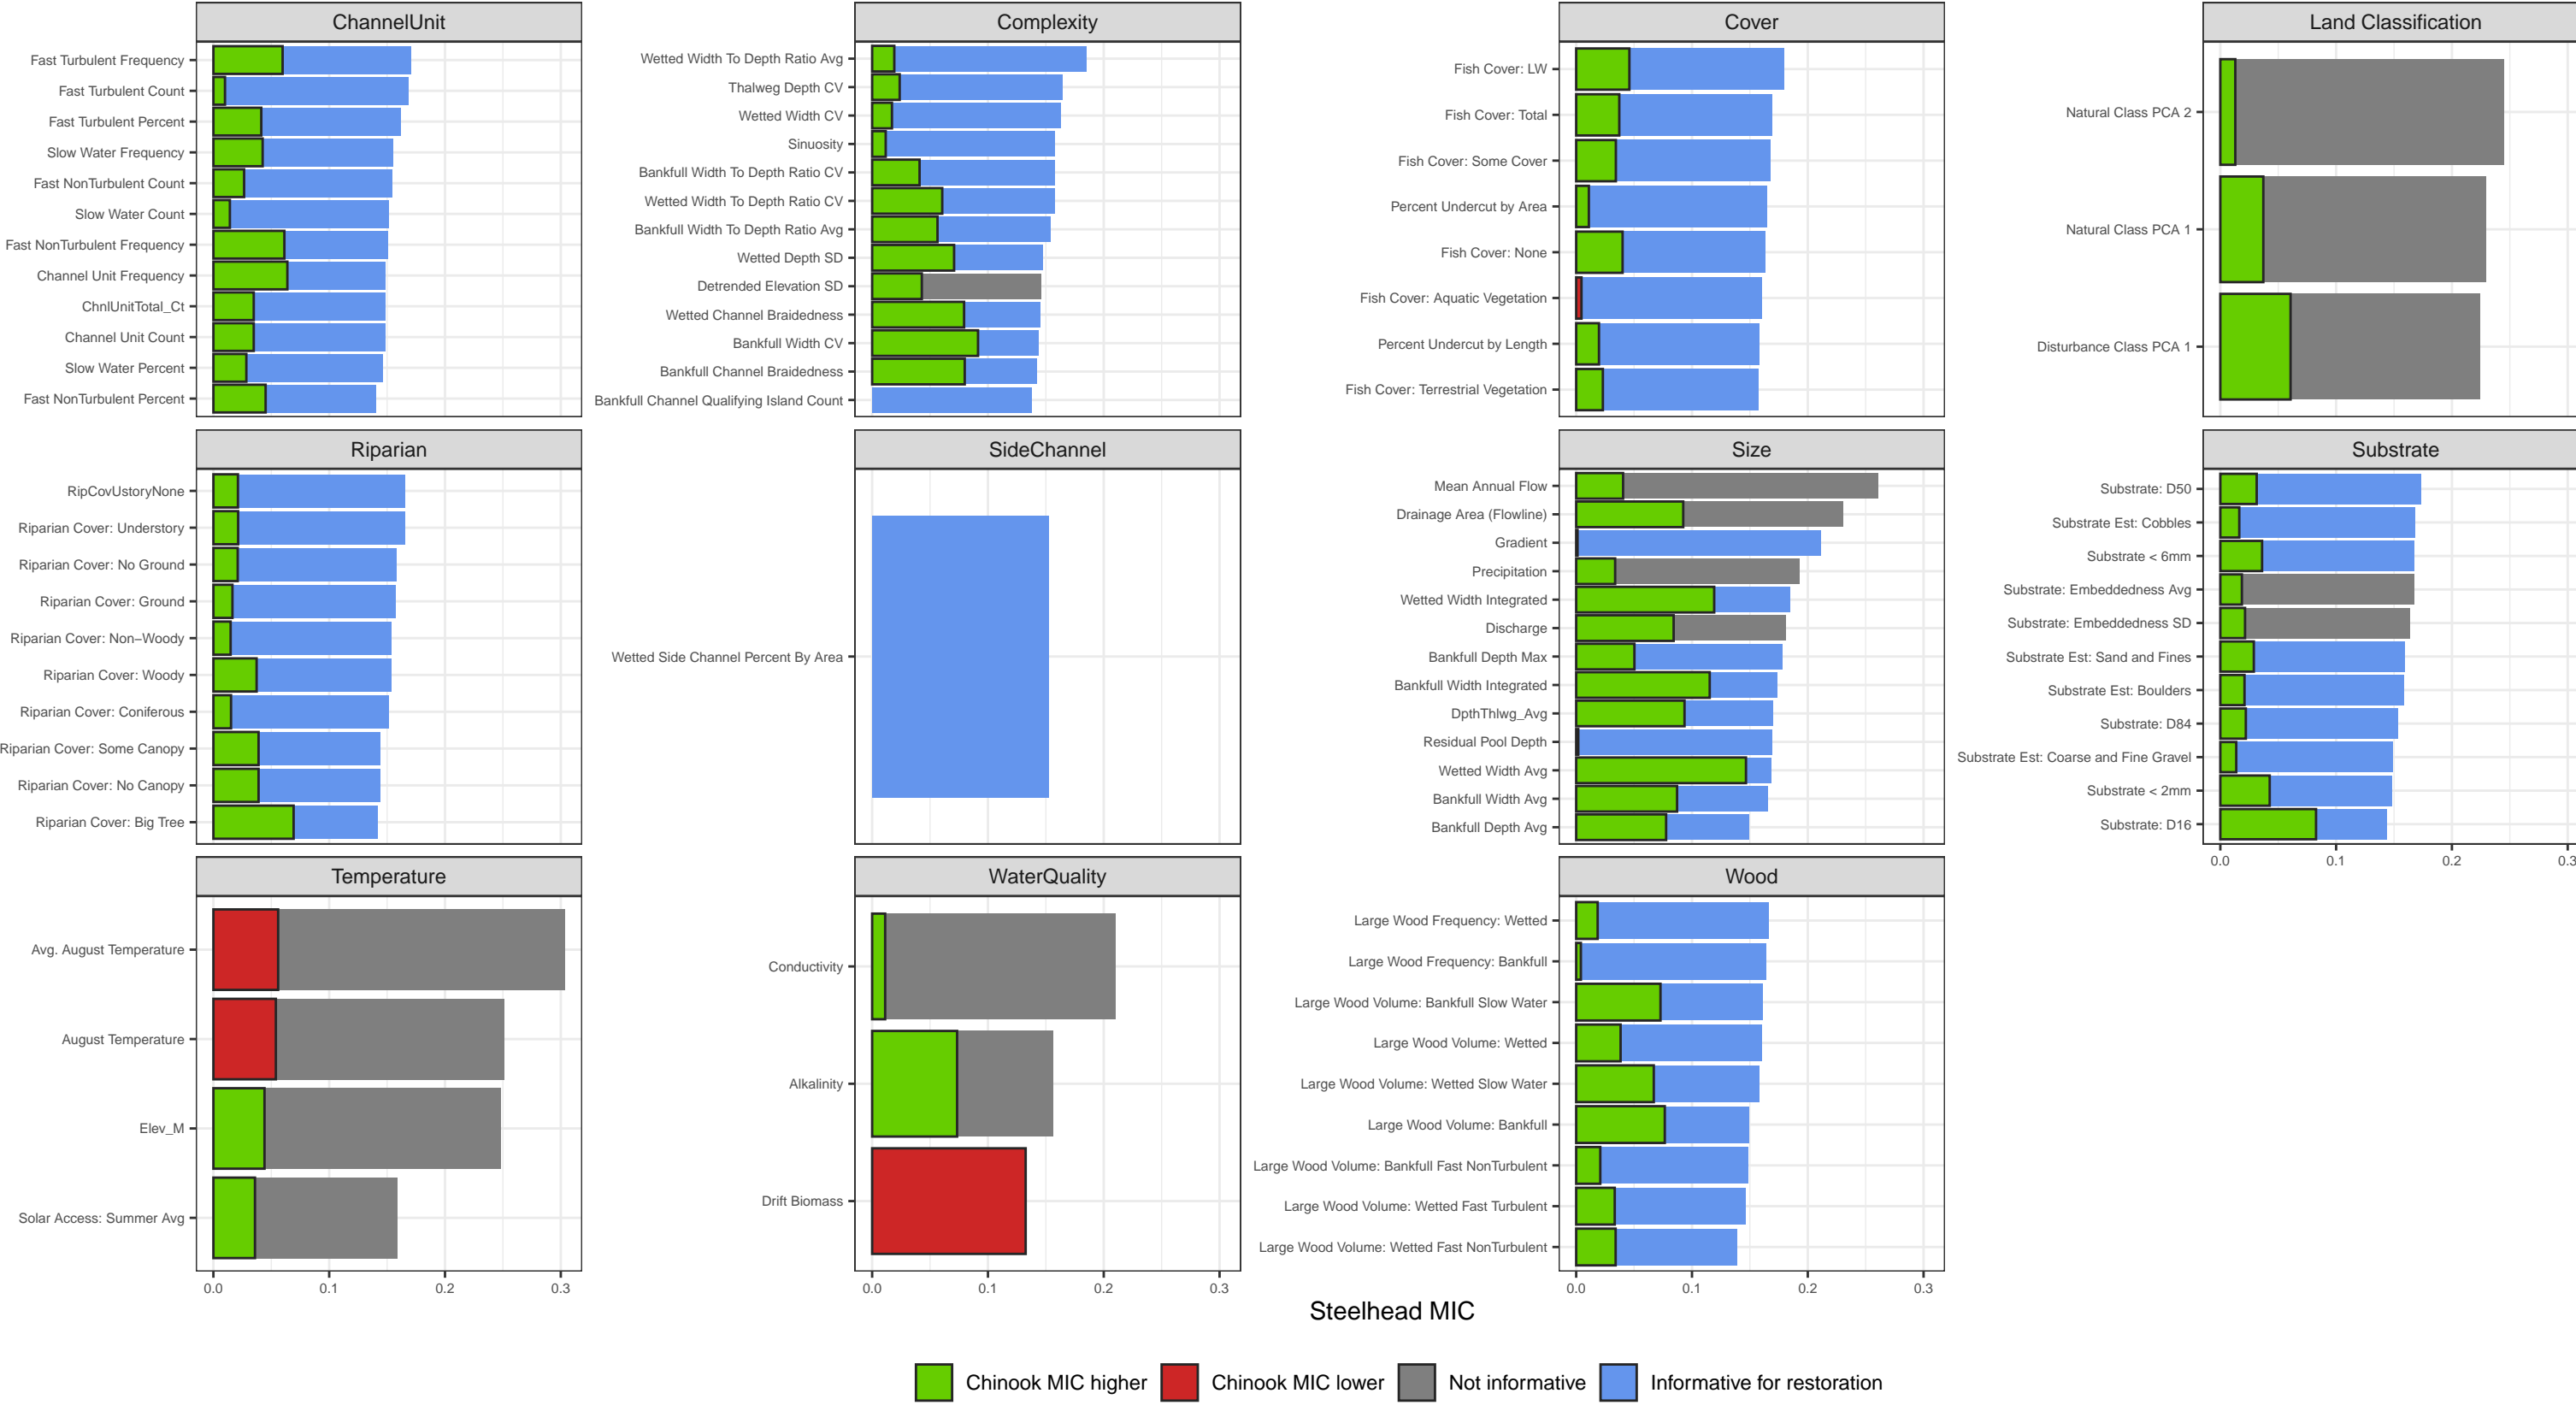 ChannelUnit
Fast Turbulent Frequency
Fast Turbulent Count
Fast Turbulent Percent
Slow Water Frequency
Fast NonTurbulent Count
Slow Water Count
Fast NonTurbulent Frequency
Channel Unit Frequency
ChnlUnitTotal_Ct
Channel Unit Count
Slow Water Percent
Fast NonTurbulent Percent
Complexity
Wetted Width To Depth Ratio Avg
Thalweg Depth CV
Wetted Width CV
Sinuosity
Bankfull Width To Depth Ratio CV
Wetted Width To Depth Ratio CV
Bankfull Width To Depth Ratio Avg
Wetted Depth SD
Detrended Elevation SD
Wetted Channel Braidedness
Bankfull Width CV
Bankfull Channel Braidedness
Bankfull Channel Qualifying Island Count
Cover
Fish Cover: LW
Fish Cover: Total
Fish Cover: Some Cover
Percent Undercut by Area
Fish Cover: None
Fish Cover: Aquatic Vegetation
Percent Undercut by Length
Fish Cover: Terrestrial Vegetation
Land Classification
Natural Class PCA 2
Natural Class PCA 1
Disturbance Class PCA 1
Riparian
RipCovUstoryNone
Riparian Cover: Understory
Riparian Cover: No Ground
Riparian Cover: Ground
Riparian Cover: Non−Woody
Riparian Cover: Woody
Riparian Cover: Coniferous
Riparian Cover: Some Canopy
Riparian Cover: No Canopy
Riparian Cover: Big Tree
SideChannel
Wetted Side Channel Percent By Area
Size
Mean Annual Flow
Drainage Area (Flowline)
Gradient
Precipitation
Wetted Width Integrated
Discharge
Bankfull Depth Max
Bankfull Width Integrated
DpthThlwg_Avg
Residual Pool Depth
Wetted Width Avg
Bankfull Width Avg
Bankfull Depth Avg
Substrate
Substrate: D50
Substrate Est: Cobbles
Substrate < 6mm
Substrate: Embeddedness Avg
Substrate: Embeddedness SD
Substrate Est: Sand and Fines
Substrate Est: Boulders
Substrate: D84
Substrate Est: Coarse and Fine Gravel
Substrate < 2mm
Substrate: D16
0.0 0.1 0.2 0.3
Temperature
Avg. August Temperature
August Temperature
Elev_M
Solar Access: Summer Avg
0.0 0.1 0.2 0.3
WaterQuality
Conductivity
Alkalinity
Drift Biomass
0.0 0.1 0.2 0.3
Wood
Large Wood Frequency: Wetted
Large Wood Frequency: Bankfull
Large Wood Volume: Bankfull Slow Water
Large Wood Volume: Wetted
Large Wood Volume: Wetted Slow Water
Large Wood Volume: Bankfull
Large Wood Volume: Bankfull Fast NonTurbulent
Large Wood Volume: Wetted Fast Turbulent
Large Wood Volume: Wetted Fast NonTurbulent
0.0 0.1 0.2 0.3
Steelhead MIC
Chinook MIC higher Chinook MIC lower Not informative Informative for restoration